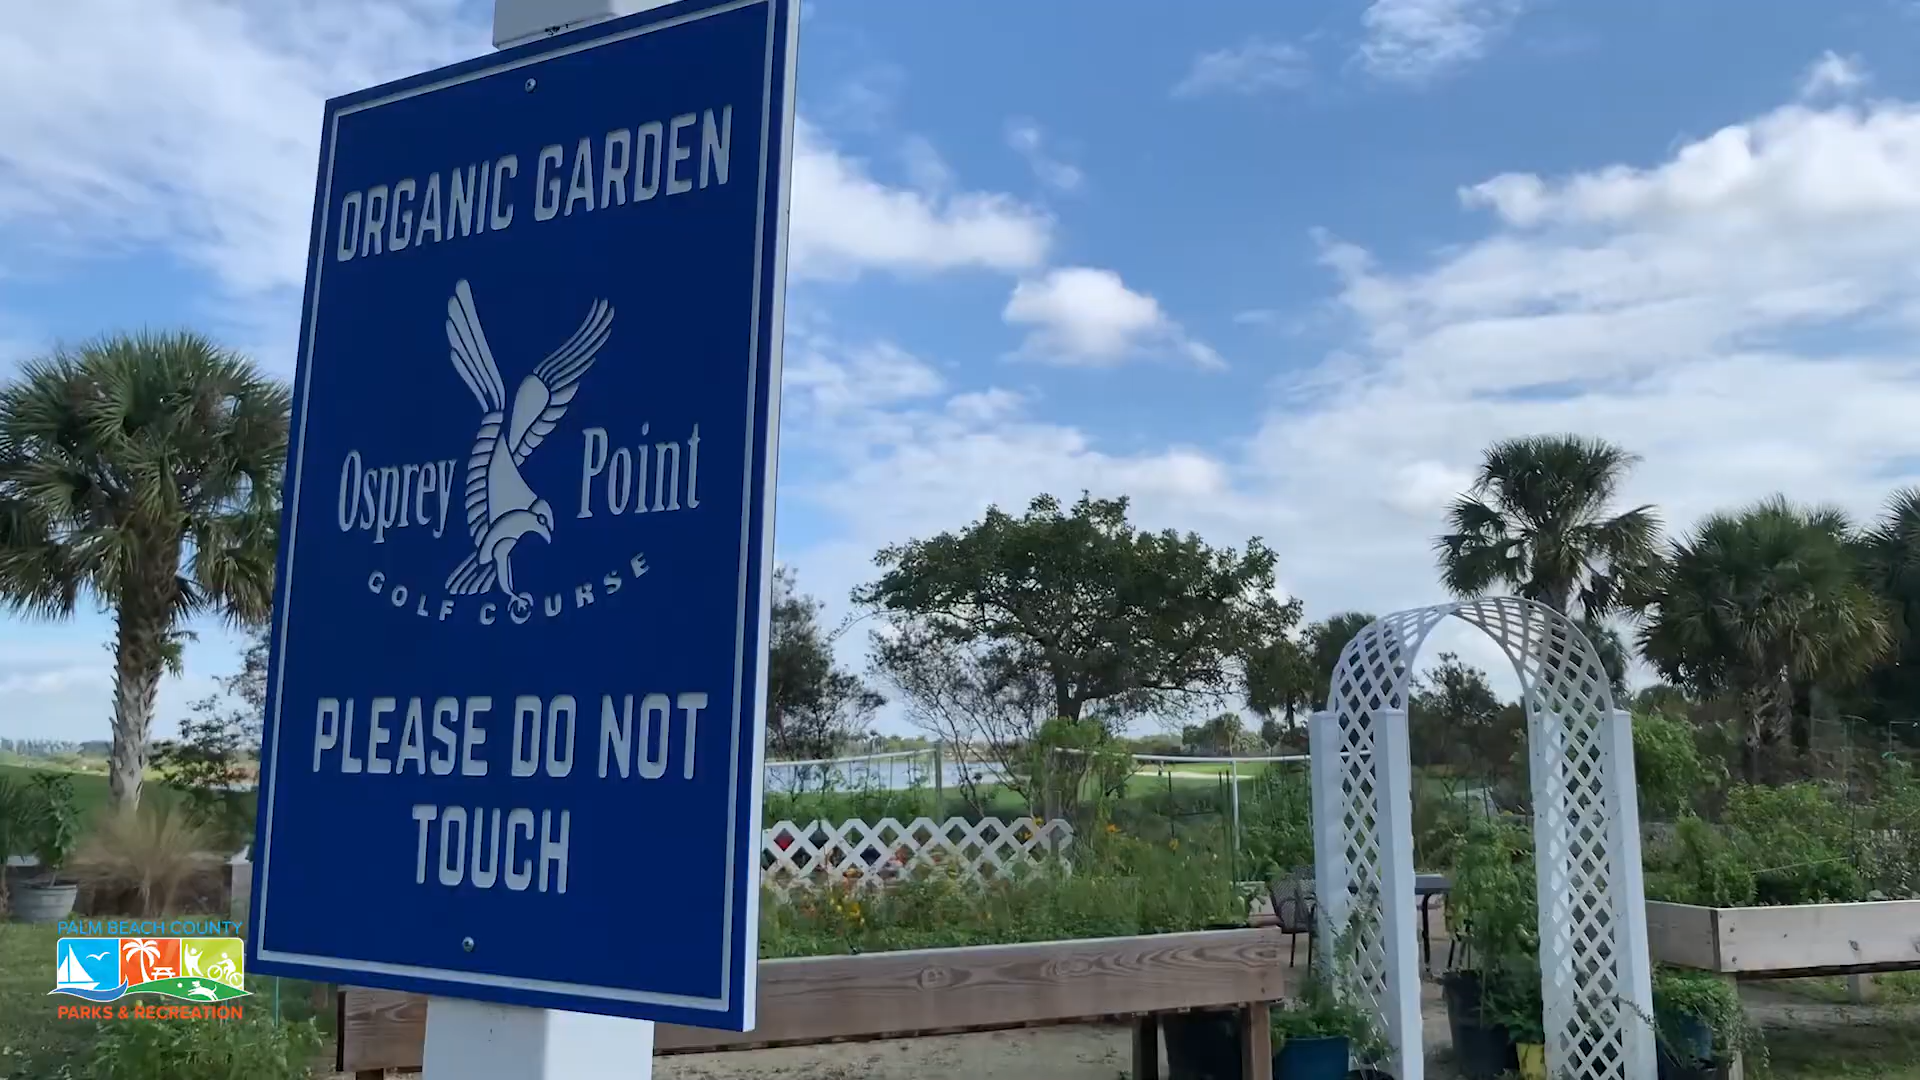 ORGANIC GARDEN
Osprey Point
GOLF COURSE
PLEASE DO NOT
TOUCH
PALM BEACH COUNTY
PARKS & RECREATION